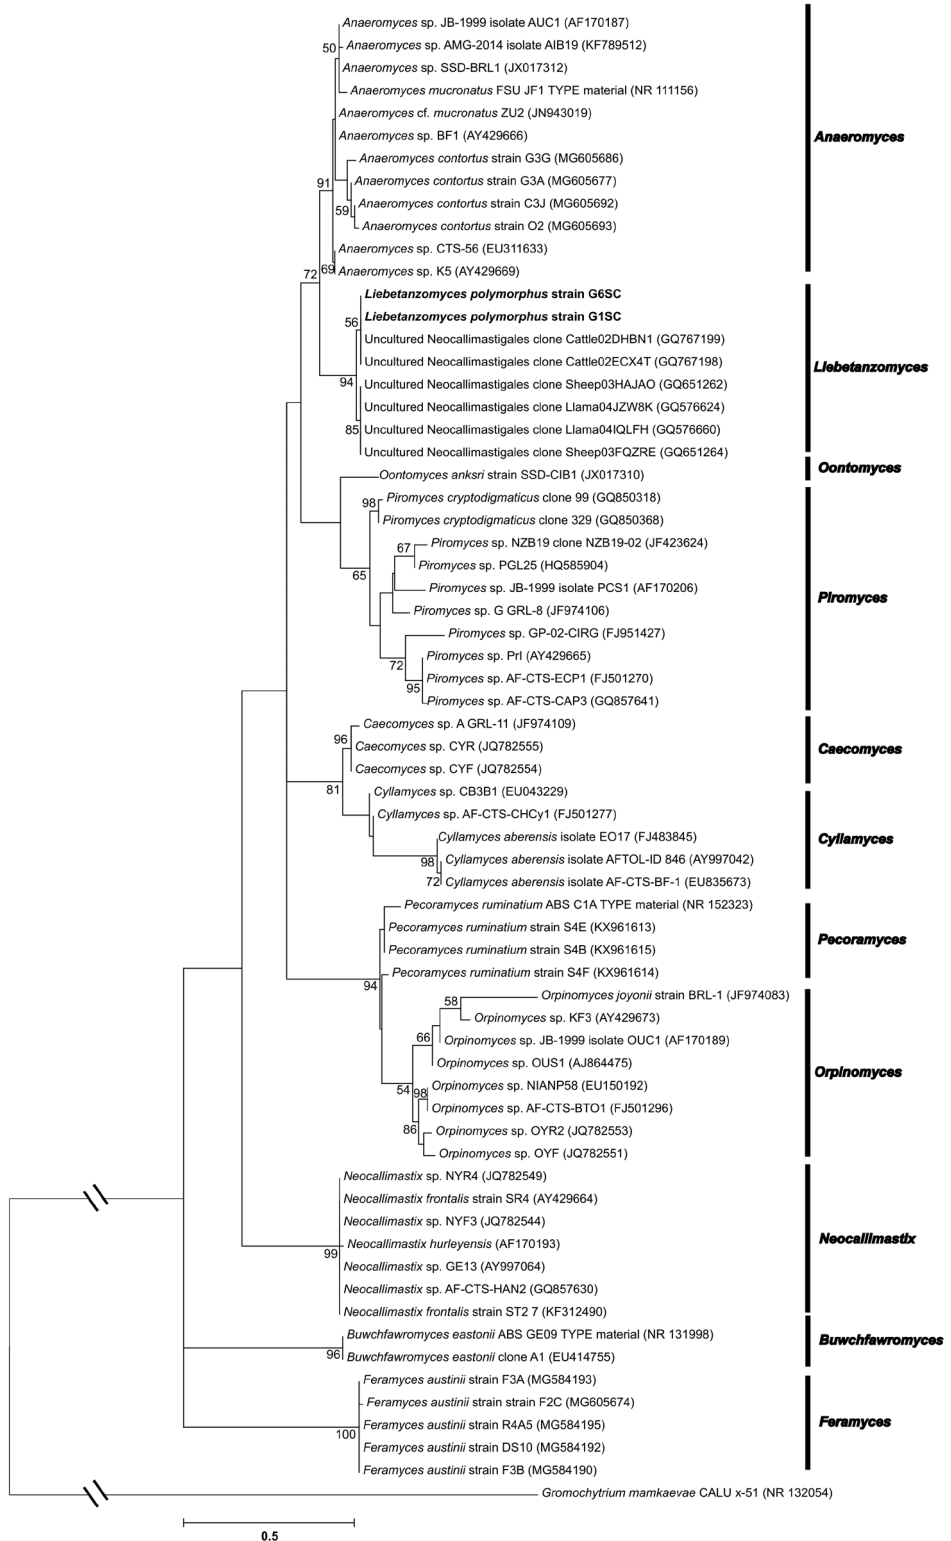 Anaeromyces sp. JB-1999 isolate AUC1 (AF170187)
50
Anaeromyces sp. AMG-2014 isolate AIB19 (KF789512)
Anaeromyces sp. SSD-BRL1 (JX017312)
Anaeromyces mucronatus FSU JF1 TYPE material (NR 111156)
Anaeromyces cf. mucronatus ZU2 (JN943019)
Anaeromyces sp. BF1 (AY429666)
Anaeromyces
Anaeromyces contortus strain G3G (MG605686)
91
Anaeromyces contortus strain G3A (MG605677)
Anaeromyces contortus strain C3J (MG605692)
59
Anaeromyces contortus strain O2 (MG605693)
Anaeromyces sp. CTS-56 (EU311633)
72
69
Anaeromyces sp. K5 (AY429669)
Liebetanzomyces polymorphus strain G6SC
Liebetanzomyces polymorphus strain G1SC
56
Uncultured Neocallimastigales clone Cattle02DHBN1 (GQ767199)
Uncultured Neocallimastigales clone Cattle02ECX4T (GQ767198)
Liebetanzomyces
94
Uncultured Neocallimastigales clone Sheep03HAJAO (GQ651262)
Uncultured Neocallimastigales clone Llama04JZW8K (GQ576624)
85
Uncultured Neocallimastigales clone Llama04IQLFH (GQ576660)
Uncultured Neocallimastigales clone Sheep03FQZRE (GQ651264)
Oontomyces anksri strain SSD-CIB1 (JX017310)
Oontomyces
98
Piromyces cryptodigmaticus clone 99 (GQ850318)
Piromyces cryptodigmaticus clone 329 (GQ850368)
67
Piromyces sp. NZB19 clone NZB19-02 (JF423624)
Piromyces sp. PGL25 (HQ585904)
65
Piromyces sp. JB-1999 isolate PCS1 (AF170206)
Piromyces
Piromyces sp. G GRL-8 (JF974106)
Piromyces sp. GP-02-CIRG (FJ951427)
72
Piromyces sp. PrI (AY429665)
Piromyces sp. AF-CTS-ECP1 (FJ501270)
95
Piromyces sp. AF-CTS-CAP3 (GQ857641)
Caecomyces sp. A GRL-11 (JF974109)
96
Caecomyces sp. CYR (JQ782555)
Caecomyces
Caecomyces sp. CYF (JQ782554)
81
Cyllamyces sp. CB3B1 (EU043229)
Cyllamyces sp. AF-CTS-CHCy1 (FJ501277)
Cyllamyces aberensis isolate EO17 (FJ483845)
Cyllamyces
98
Cyllamyces aberensis isolate AFTOL-ID 846 (AY997042)
72
Cyllamyces aberensis isolate AF-CTS-BF-1 (EU835673)
Pecoramyces ruminatium ABS C1A TYPE material (NR 152323)
Pecoramyces ruminatium strain S4E (KX961613)
Pecoramyces
Pecoramyces ruminatium strain S4B (KX961615)
Pecoramyces ruminatium strain S4F (KX961614)
94
58
Orpinomyces joyonii strain BRL-1 (JF974083)
Orpinomyces sp. KF3 (AY429673)
66
Orpinomyces sp. JB-1999 isolate OUC1 (AF170189)
Orpinomyces sp. OUS1 (AJ864475)
Orpinomyces
54
98
Orpinomyces sp. NIANP58 (EU150192)
Orpinomyces sp. AF-CTS-BTO1 (FJ501296)
86
Orpinomyces sp. OYR2 (JQ782553)
Orpinomyces sp. OYF (JQ782551)
Neocallimastix sp. NYR4 (JQ782549)
Neocallimastix frontalis strain SR4 (AY429664)
Neocallimastix sp. NYF3 (JQ782544)
Neocallimastix
99
Neocallimastix hurleyensis (AF170193)
Neocallimastix sp. GE13 (AY997064)
Neocallimastix sp. AF-CTS-HAN2 (GQ857630)
Neocallimastix frontalis strain ST2 7 (KF312490)
Buwchfawromyces eastonii ABS GE09 TYPE material (NR 131998)
Buwchfawromyces
96
Buwchfawromyces eastonii clone A1 (EU414755)
Feramyces austinii strain F3A (MG584193)
Feramyces austinii strain strain F2C (MG605674)
Feramyces austinii strain R4A5 (MG584195)
Feramyces
100
Feramyces austinii strain DS10 (MG584192)
Feramyces austinii strain F3B (MG584190)
Gromochytrium mamkaevae CALU x-51 (NR 132054)
0.5